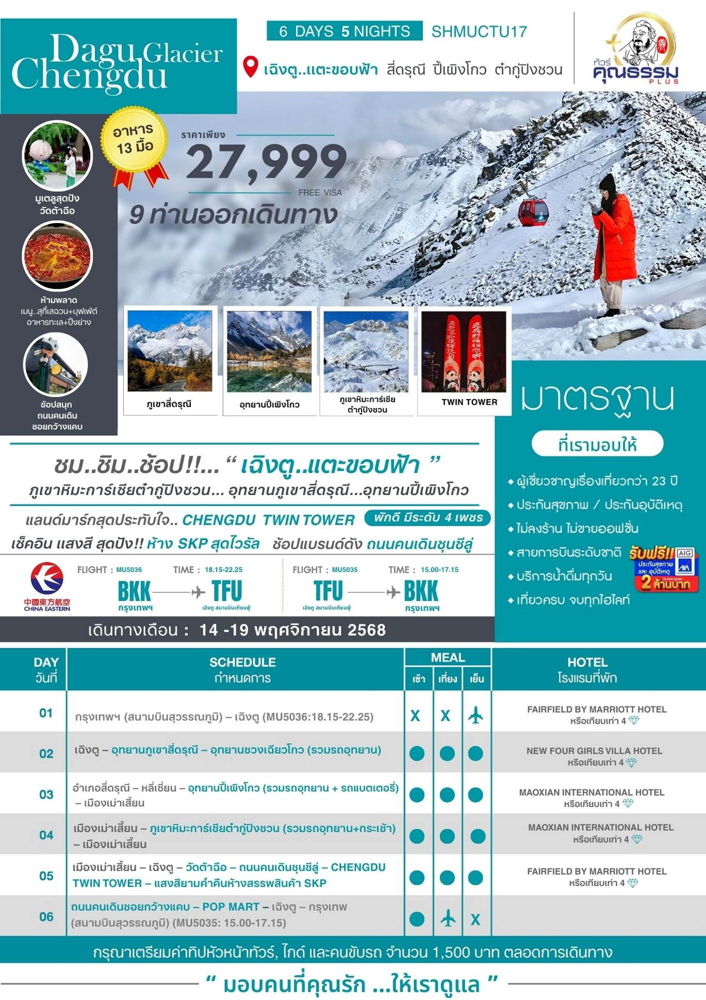 Dagu Glacier
Chengdu
6 DAYS 5 NIGHTS SHMUCTU17
เฉิงตู..แตะขอบฟ้า สี่ดรุณี ปี้เผิงโกว ต๋ากู่ปิงชวน
義
ทัวร์
คุณธรรม
PLUS
อาหาร
13 มื้อ
ราคาเพียง
27,999
FREE VISA
9 ท่านออกเดินทาง
มูเตลูสุดปัง
วัดต้าฉือ
ห้ามพลาด
เมนู..สุกี้เสฉวน+บุฟเฟ่ต์
อาหารทะเล+ปิ้งย่าง
ช้อปสนุก
ถนนคนเดิน
ซอยกว้างแคบ
ภูเขาสี่ดรุณี
อุทยานปี้เผิงโกว
ภูเขาหิมะการ์เซีย
ต๋ากู่ปิงชวน
TWIN TOWER
มาตรฐาน
ที่เรามอบให้
ผู้เชี่ยวชาญเรื่องเที่ยวกว่า 23 ปี
ประกันสุขภาพ / ประกันอุบัติเหตุ
ไม่ลงร้าน ไม่ขายออฟชั่น
สายการบินระดับชาติ
บริการน้ำดื่มทุกวัน
เที่ยวครบ จบทุกไฮไลท์
รับฟรี!!
ประกันสุขภาพ
และ อุบัติเหตุ
2 ล้านบาท
AIG
AXA
ASSURANCES
ชม..ชิม..ช้อป!!... “ เฉิงตู..แตะขอบฟ้า ”
ภูเขาหิมะการ์เซียต๋ากู่ปิงชวน... อุทยานภูเขาสี่ดรุณี...อุทยานปี้เผิงโกว
แลนด์มาร์กสุดประทับใจ.. CHENGDU TWIN TOWER พักดี มีระดับ 4 เพชร
เช็คอิน แสงสี สุดปัง!! ห้าง SKP สุดไวรัล ช้อปแบรนด์ดัง ถนนคนเดินชุนซีลู่
中國東方航空
CHINA EASTERN
FLIGHT : MU5036 TIME : 18.15-22.25
BKK TFU
กรุงเทพฯ เฉิงตู สนามบินเทียนฟู่
FLIGHT : MU5035 TIME : 15.00-17.15
TFU BKK
เฉิงตู สนามบินเทียนฟู่ กรุงเทพฯ
เดินทางเดือน : 14 -19 พฤศจิกายน 2568
DAY SCHEDULE MEAL HOTEL
วันที่ กำหนดการ เช้า เที่ยง เย็น โรงแรมที่พัก
01 กรุงเทพฯ (สนามบินสุวรรณภูมิ) – เฉิงตู (MU5036:18.15-22.25) X X FAIRFIELD BY MARRIOTT HOTEL
หรือเทียบเท่า 4
02 เฉิงตู – อุทยานภูเขาสี่ดรุณี – อุทยานชวงเฉียวโกว (รวมรถอุทยาน) NEW FOUR GIRLS VILLA HOTEL
หรือเทียบเท่า 4
03 อำเภอสี่ดรุณี – หลี่เซี่ยน – อุทยานปี้เผิงโกว (รวมรถอุทยาน + รถแบตเตอรี่) MAOXIAN INTERNATIONAL HOTEL
– เมืองเม่าเสี้ยน หรือเทียบเท่า 4
04 เมืองเม่าเสี้ยน – ภูเขาหิมะการ์เซียต๋ากู่ปิงชวน (รวมรถอุทยาน+กระเช้า) MAOXIAN INTERNATIONAL HOTEL
– เมืองเม่าเสี้ยน หรือเทียบเท่า 4
05 เมืองเม่าเสี้ยน – เฉิงตู – วัดต้าฉือ – ถนนคนเดินชุนซีลู่ – CHENGDU FAIRFIELD BY MARRIOTT HOTEL
TWIN TOWER – แสงสียามค่ำคืนห้างสรรพสินค้า SKP หรือเทียบเท่า 4
06 ถนนคนเดินซอยกว้างแคบ – POP MART – เฉิงตู – กรุงเทพ
(สนามบินสุวรรณภูมิ) (MU5035: 15.00-17.15) X
กรุณาเตรียมค่าทิปหัวหน้าทัวร์, ไกด์ และคนขับรถ จำนวน 1,500 บาท ตลอดการเดินทาง
“ มอบคนที่คุณรัก ...ให้เราดูแล ”